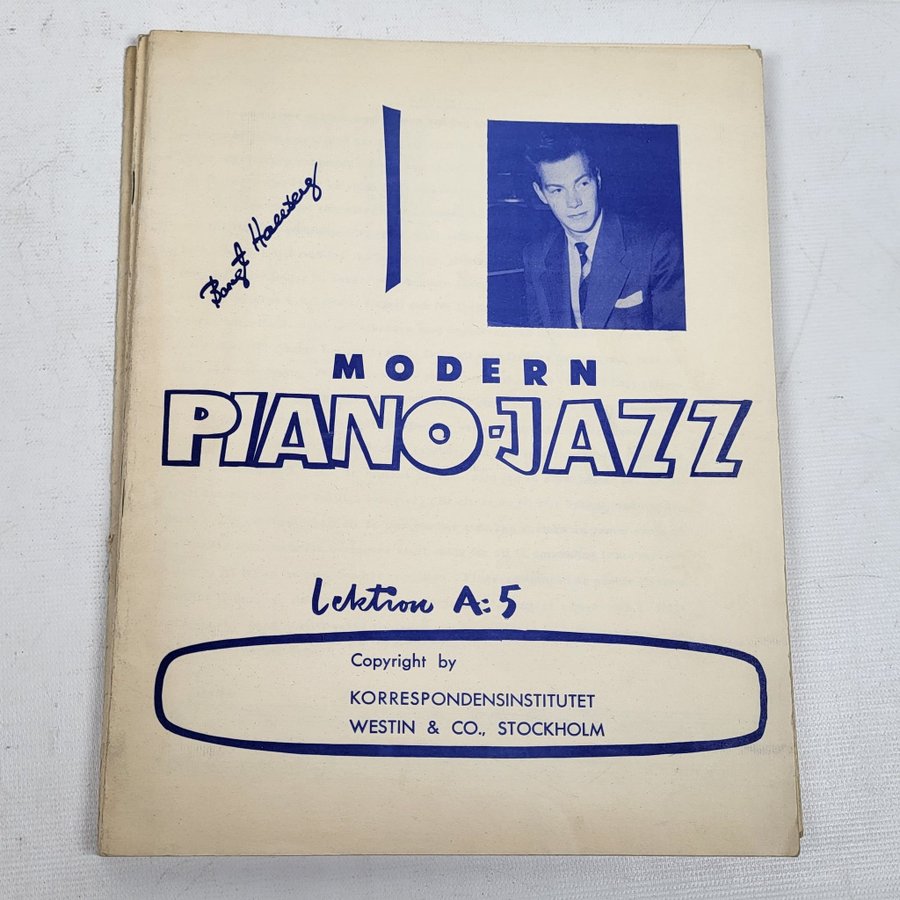 Bengt Hallberg
MODERN
PIANO-JAZZ
Lektion A:5
Copyright by
KORRESPONDENSINSTITUTET
WESTIN & CO., STOCKHOLM